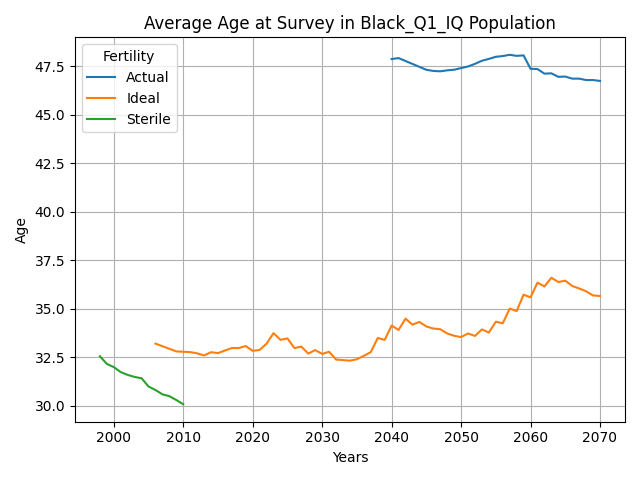 Average Age at Survey in Black_Q1_IQ Population
Fertility
Actual
Ideal
Sterile
47.5
45.0
42.5
40.0
37.5
35.0
32.5
30.0
Age
2000
2010
2020
2030
2040
2050
2060
2070
Years